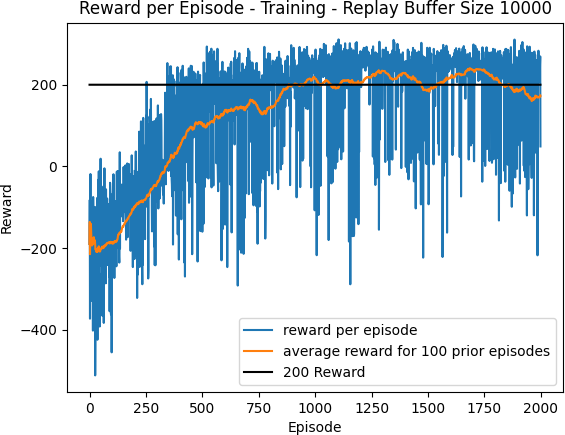 Reward per Episode - Training - Replay Buffer Size 10000
Reward
200
0
−200
−400
reward per episode
average reward for 100 prior episodes
200 Reward
0 250 500 750 1000 1250 1500 1750 2000
Episode